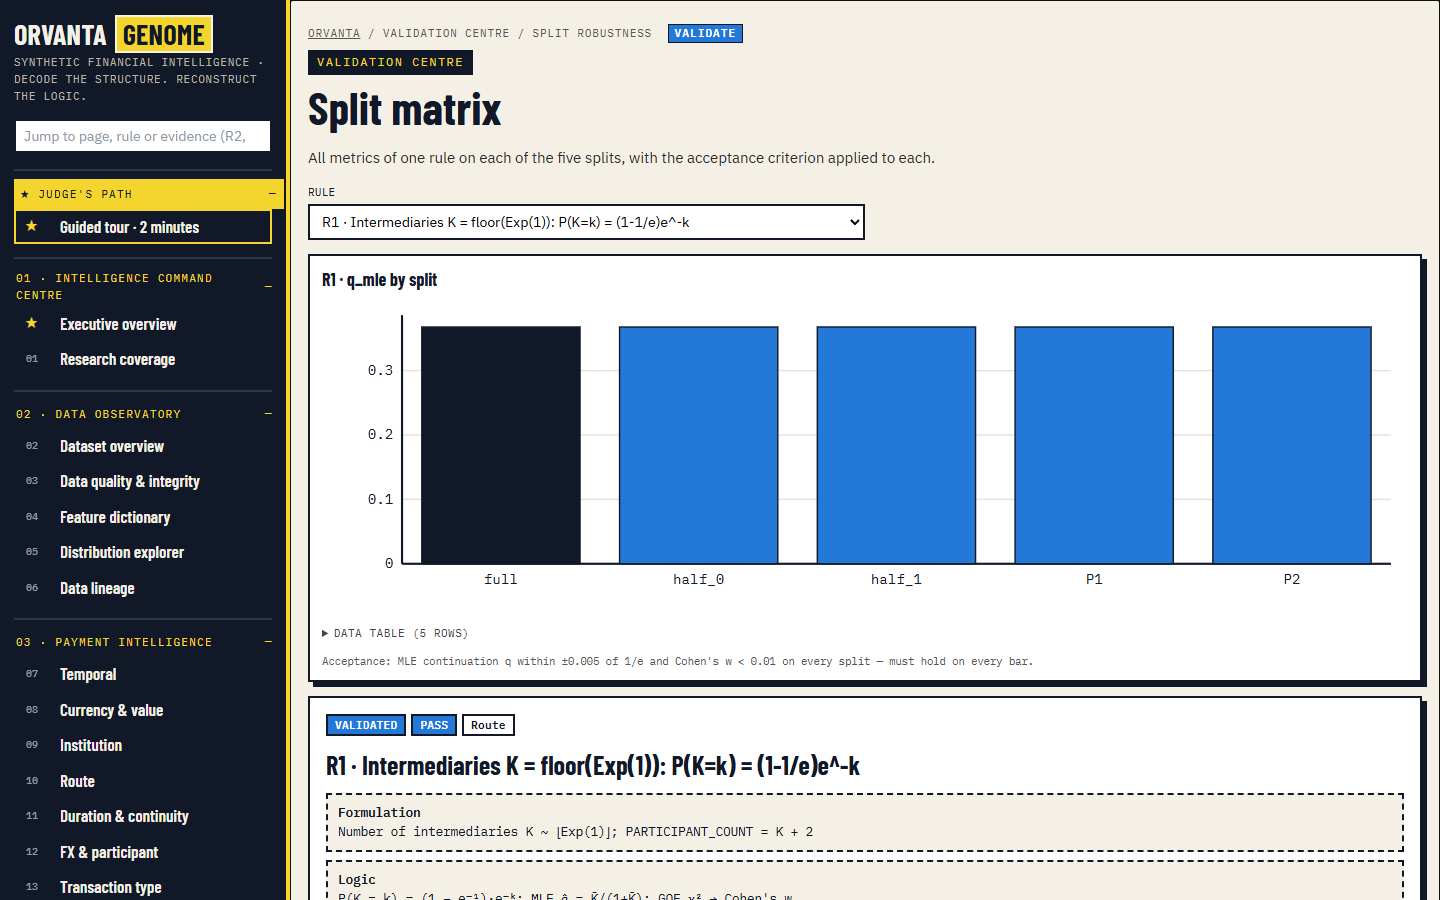 ORVANTA GENOME
SYNTHETIC FINANCIAL INTELLIGENCE ·
DECODE THE STRUCTURE. RECONSTRUCT
THE LOGIC.
Jump to page, rule or evidence (R2,
★ JUDGE'S PATH –
★ Guided tour · 2 minutes
01 · INTELLIGENCE COMMAND
CENTRE –
★ Executive overview
01 Research coverage
02 · DATA OBSERVATORY –
02 Dataset overview
03 Data quality & integrity
04 Feature dictionary
05 Distribution explorer
06 Data lineage
03 · PAYMENT INTELLIGENCE –
07 Temporal
08 Currency & value
09 Institution
10 Route
11 Duration & continuity
12 FX & participant
13 Transaction type
ORVANTA / VALIDATION CENTRE / SPLIT ROBUSTNESS VALIDATE
VALIDATION CENTRE
Split matrix
All metrics of one rule on each of the five splits, with the acceptance criterion applied to each.
RULE
R1 · Intermediaries K = floor(Exp(1)): P(K=k) = (1-1/e)e^-k
R1 · q_mle by split
0.3
0.2
0.1
0
full half_0 half_1 P1 P2
▶ DATA TABLE (5 ROWS)
Acceptance: MLE continuation q within ±0.005 of 1/e and Cohen's w < 0.01 on every split — must hold on every bar.
VALIDATED PASS Route
R1 · Intermediaries K = floor(Exp(1)): P(K=k) = (1-1/e)e^-k
Formulation
Number of intermediaries K ~ ⌊Exp(1)⌋; PARTICIPANT_COUNT = K + 2
Logic
P(K = k) = (1 − e⁻¹)·e⁻ᵏ; MLE q̂ = K̄/(1+K̄); GOF χ² → Cohen's w